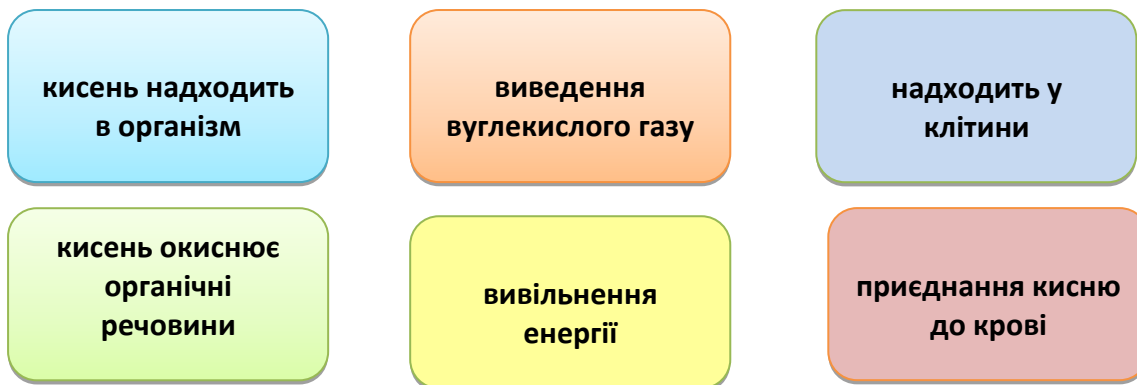 кисень надходить
в організм
виведення
вуглекислого газу
надходить у
клітини
кисень окиснює
органічні
речовини
вивільнення
енергії
приєднання кисню
до крові